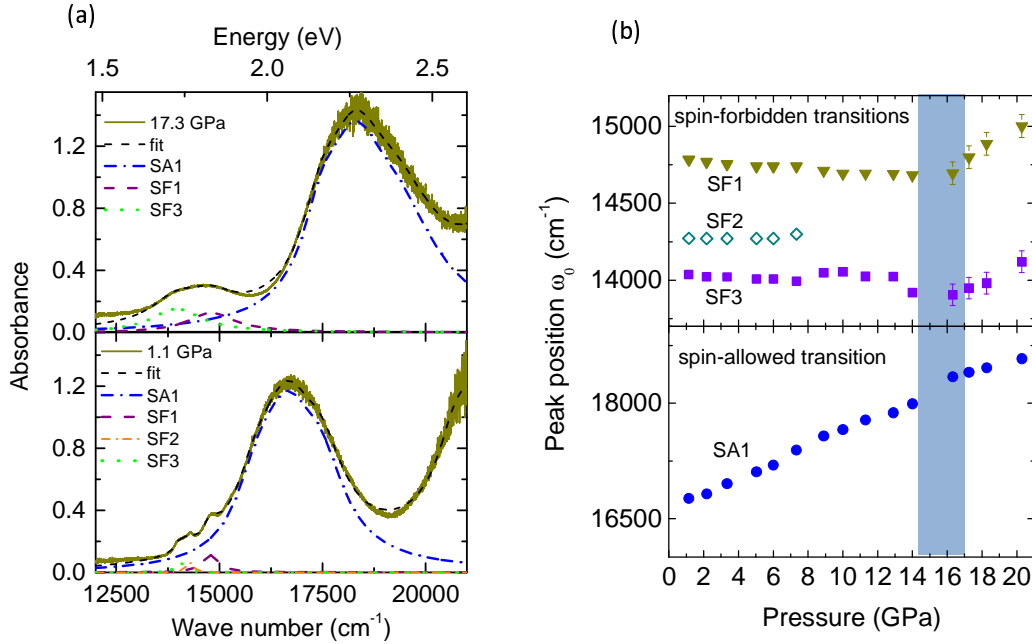 (a)
Energy (eV)
1.5 2.0 2.5
17.3 GPa
fit
SA1
SF1
SF3
1.2
0.8
0.4
0.0
1.1 GPa
fit
SA1
SF1
SF2
SF3
1.2
0.8
0.4
0.0
Absorbance
12500 15000 17500 20000
Wave number (cm⁻¹)
(b)
spin-forbidden transitions
SF1
SF2
SF3
15000
14500
14000
spin-allowed transition
SA1
18000
16500
Peak position ω₀ (cm⁻¹)
0 2 4 6 8 10 12 14 16 18 20
Pressure (GPa)